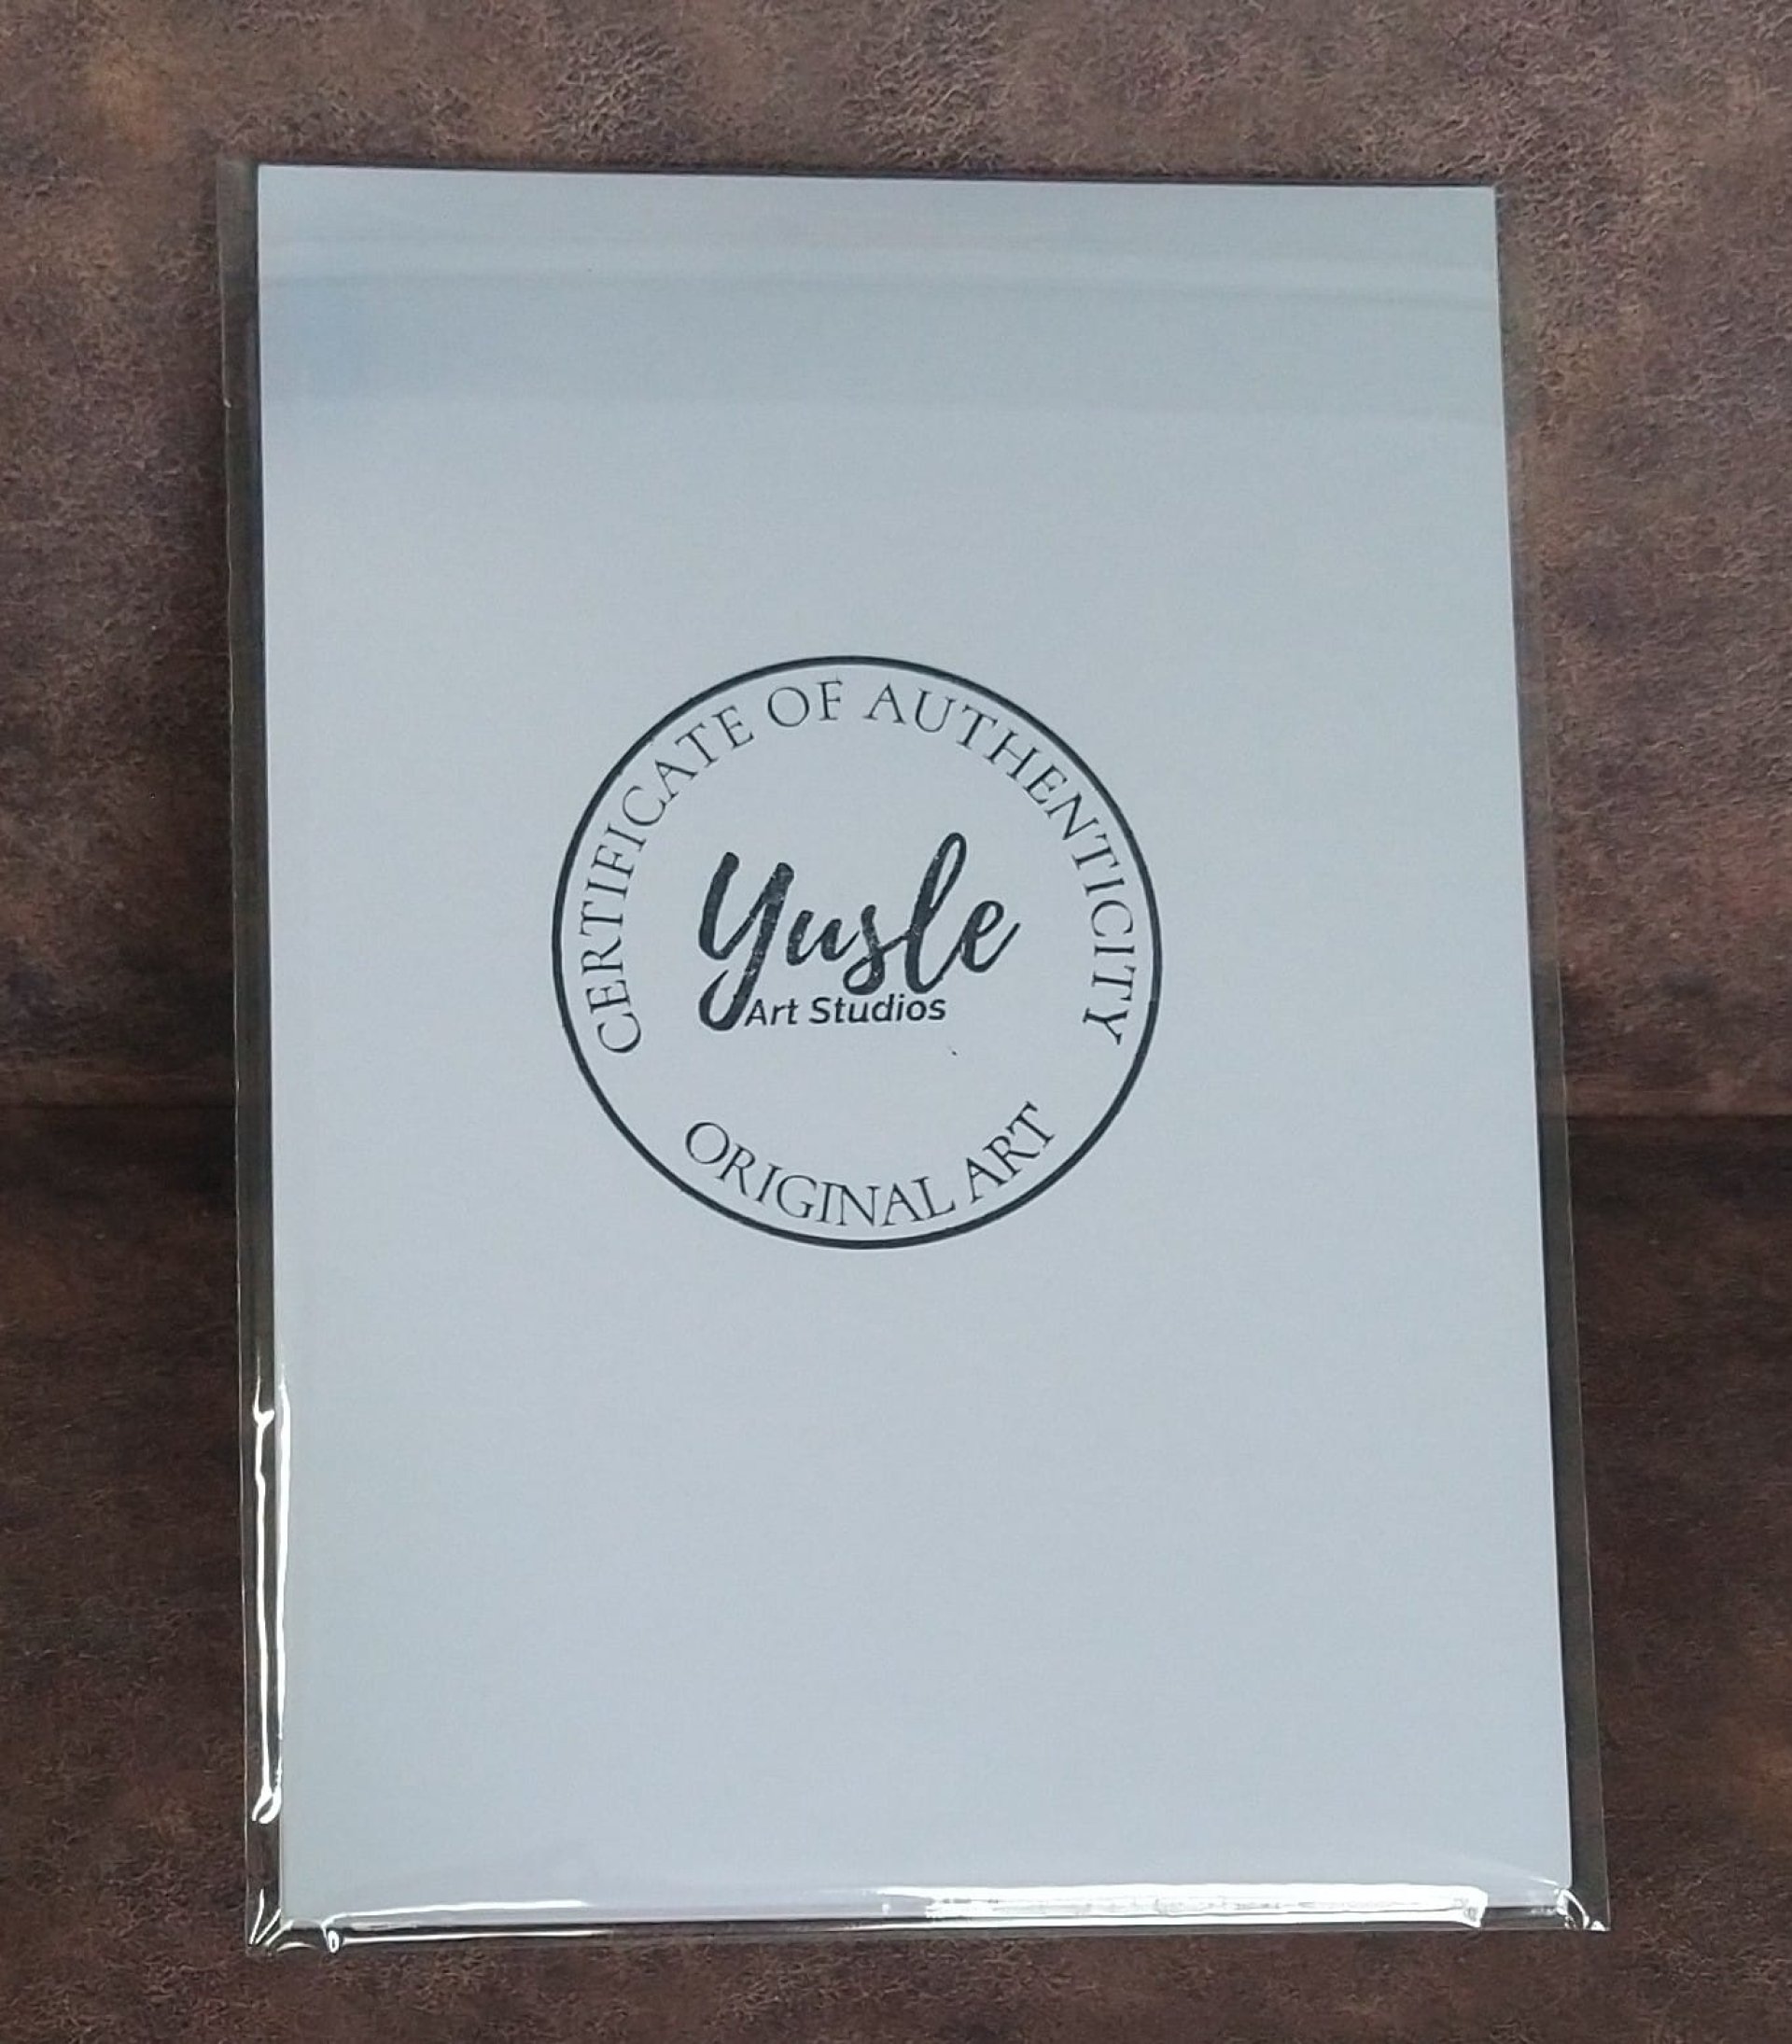 CERTIFICATE OF AUTHENTICITY
Yusle
Art Studios
ORIGINAL ART